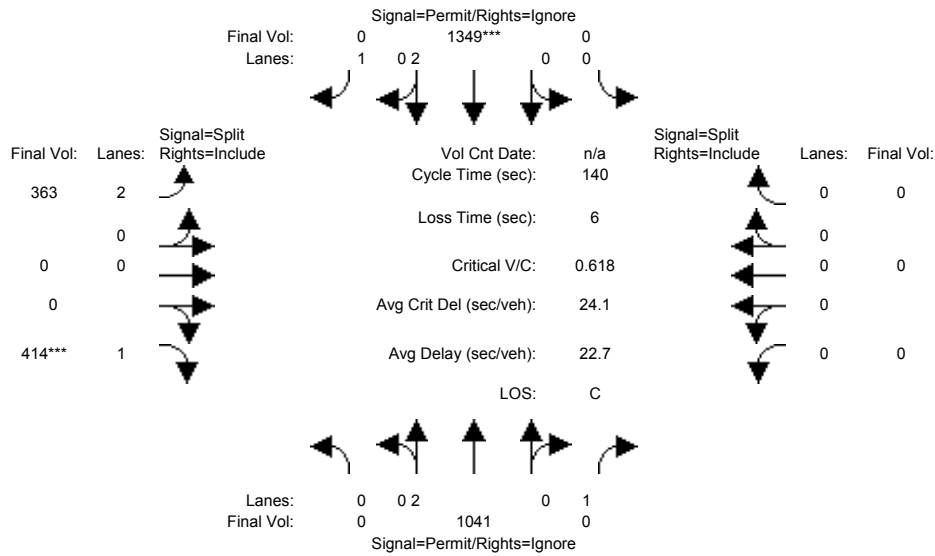 Signal=Permit/Rights=Ignore
Final Vol: 0 1349*** 0
Lanes: 1 0 2 0 0
Signal=Split Signal=Split
Final Vol: Lanes: Rights=Include Vol Cnt Date: n/a Rights=Include Lanes: Final Vol:
Cycle Time (sec): 140
363 2 0 0
Loss Time (sec): 6
0 0
0 0 Critical V/C: 0.618 0 0
0 Avg Crit Del (sec/veh): 24.1 0
414*** 1 Avg Delay (sec/veh): 22.7 0 0
LOS: C
Lanes: 0 0 2 0 1
Final Vol: 0 1041 0
Signal=Permit/Rights=Ignore